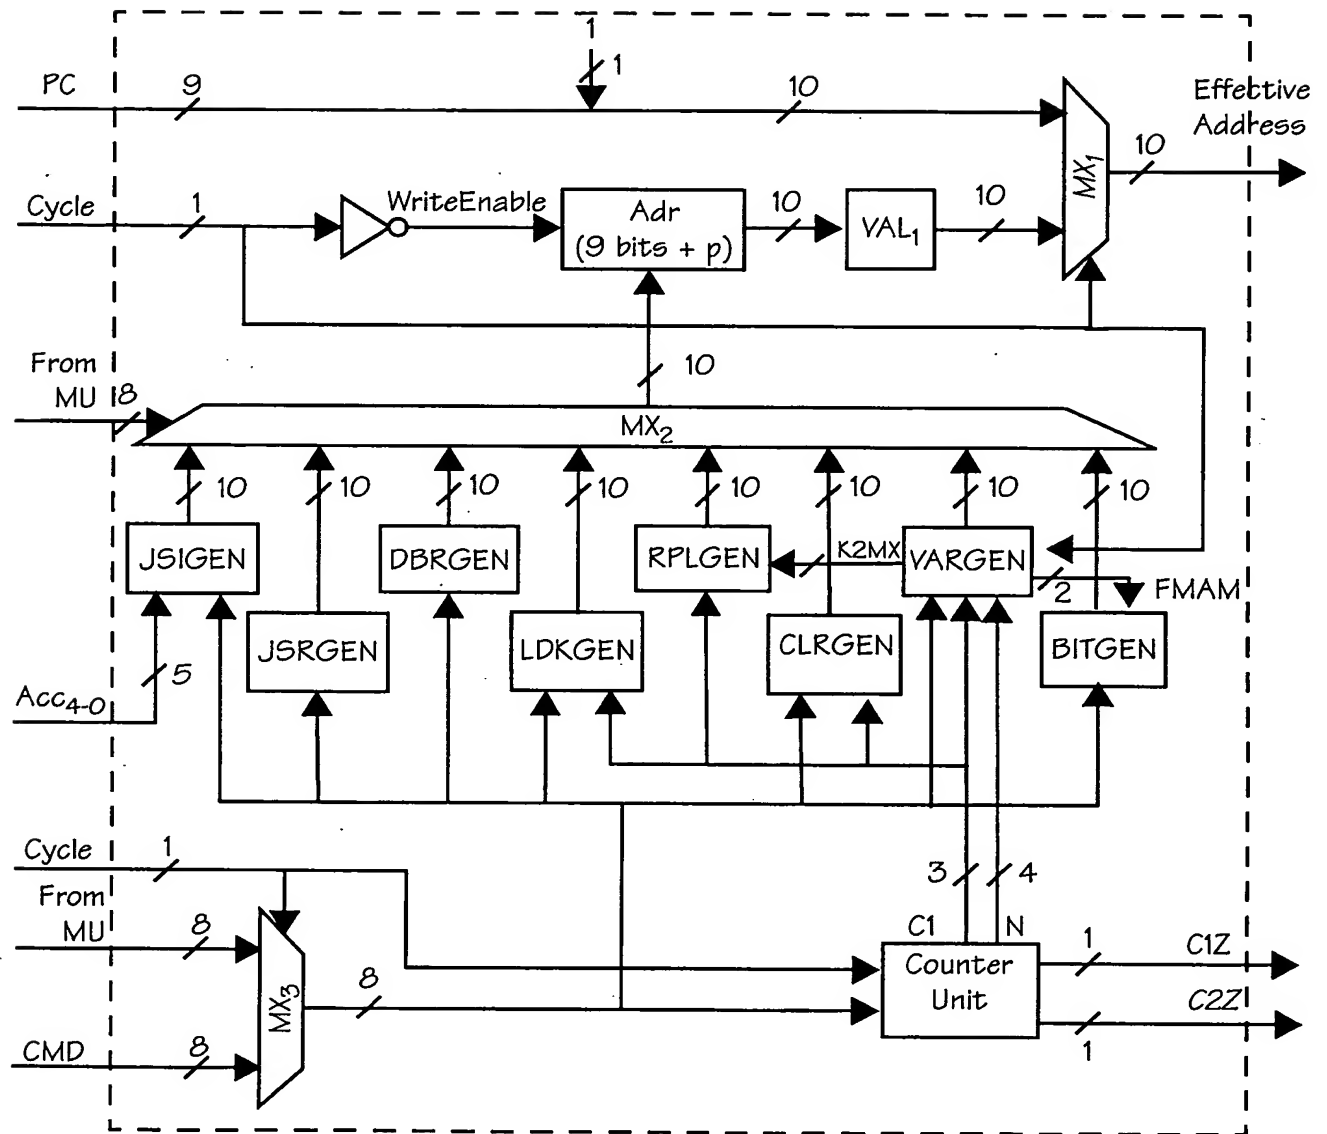 1
PC
9
1
10
Effective
Address
Cycle
1
WriteEnable
Adr
(9 bits + p)
10
VAL1
10
MX1
10
From
MU
8
10
MX2
10
10
10
10
10
10
10
10
JSIGEN
DBRGEN
RPLGEN
K2MX
VARGEN
2
FMAM
JSRGEN
LDKGEN
CLRGEN
BITGEN
5
Acc4-0
Cycle
1
From
MU
8
MX3
8
CMD
8
3
4
C1
N
Counter
Unit
1
C1Z
C2Z
1